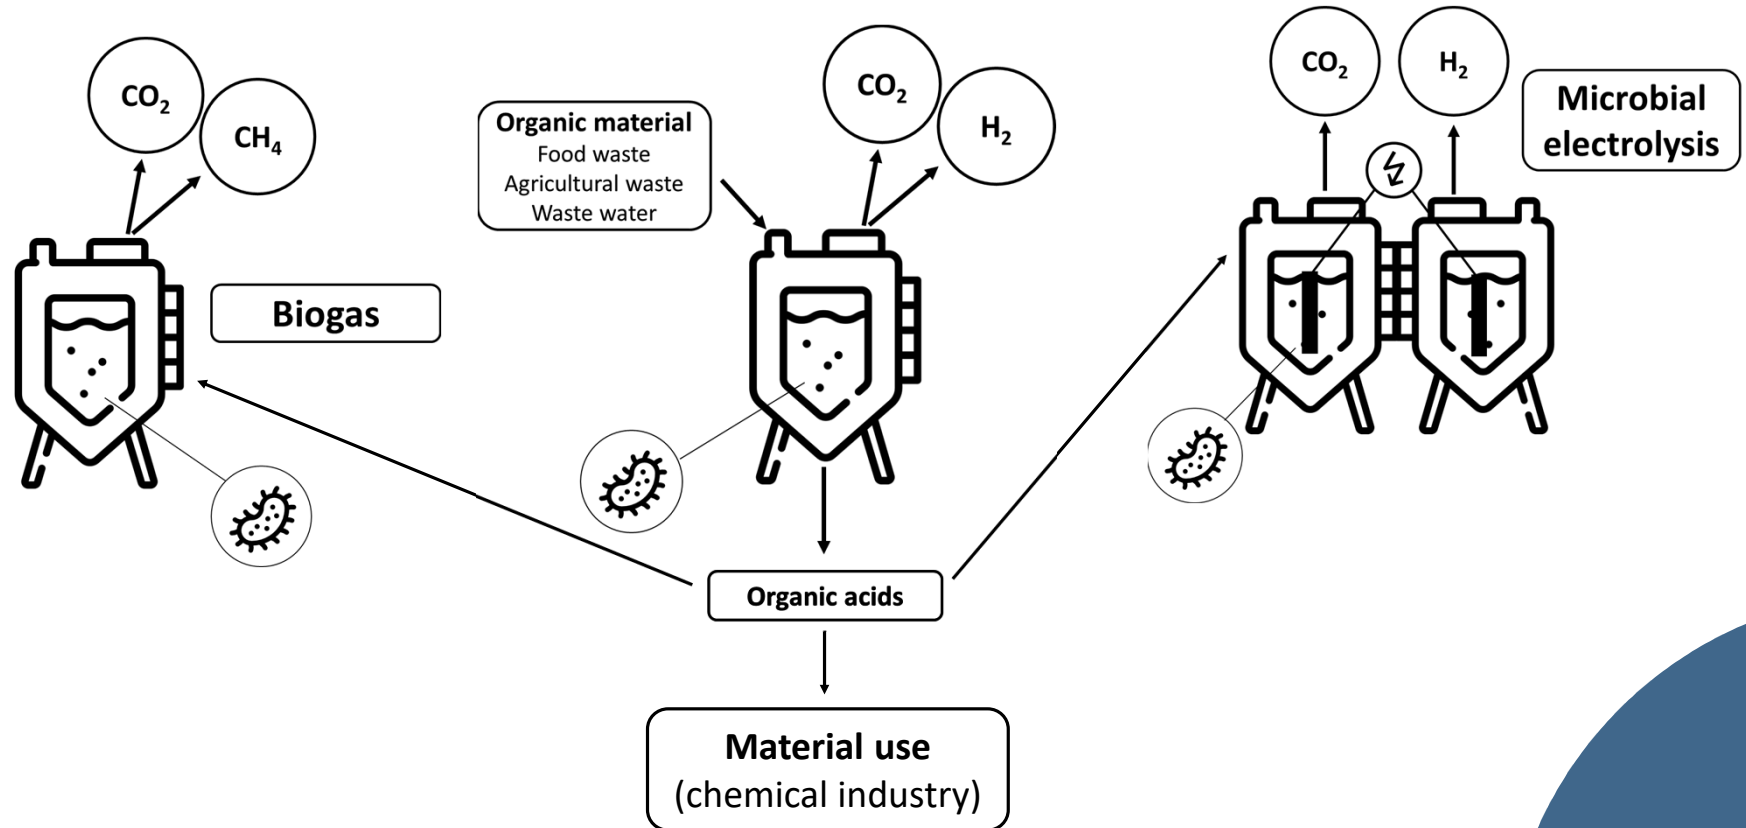 CO₂
CH₄
Biogas
Organic material
Food waste
Agricultural waste
Waste water
CO₂
H₂
CO₂
H₂
Microbial
electrolysis
Organic acids
Material use
(chemical industry)